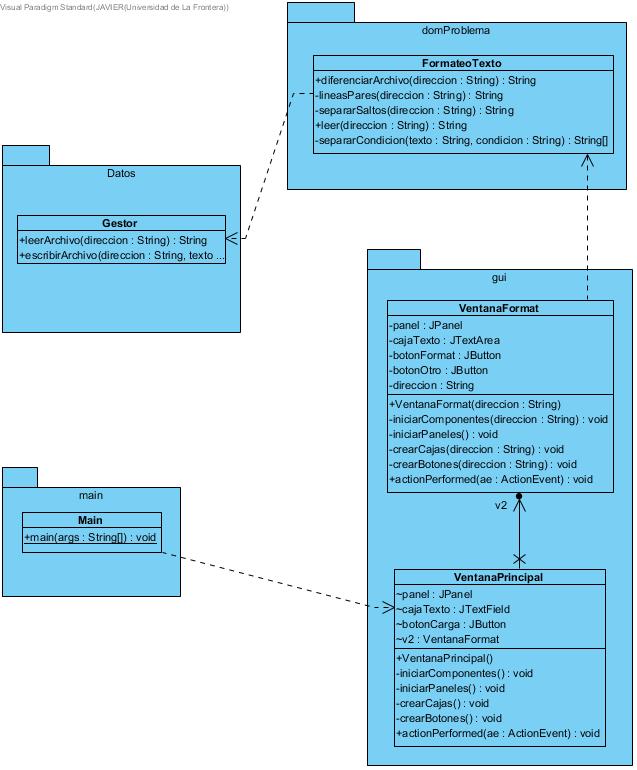 Visual Paradigm Standard(JAVIER(Universidad de La Frontera))
domProblema
FormateoTexto
+diferenciarArchivo(direccion : String) : String
-lineasPares(direccion : String) : String
-separarSaltos(direccion : String) : String
+leer(direccion : String) : String
-separarCondicion(texto : String, condicion : String) : String[]
Datos
Gestor
+leerArchivo(direccion : String) : String
+escribirArchivo(direccion : String, texto ...
gui
VentanaFormat
-panel : JPanel
-cajaTexto : JTextArea
-botonFormat : JButton
-botonOtro : JButton
-direccion : String
+VentanaFormat(direccion : String)
-iniciarComponentes(direccion : String) : void
-iniciarPaneles() : void
-crearCajas(direccion : String) : void
-crearBotones(direccion : String) : void
+actionPerformed(ae : ActionEvent) : void
v2
main
Main
+main(args : String[]) : void
VentanaPrincipal
~panel : JPanel
~cajaTexto : JTextField
~botonCarga : JButton
~v2 : VentanaFormat
+VentanaPrincipal()
-iniciarComponentes() : void
-iniciarPaneles() : void
-crearCajas() : void
-crearBotones() : void
+actionPerformed(ae : ActionEvent) : void